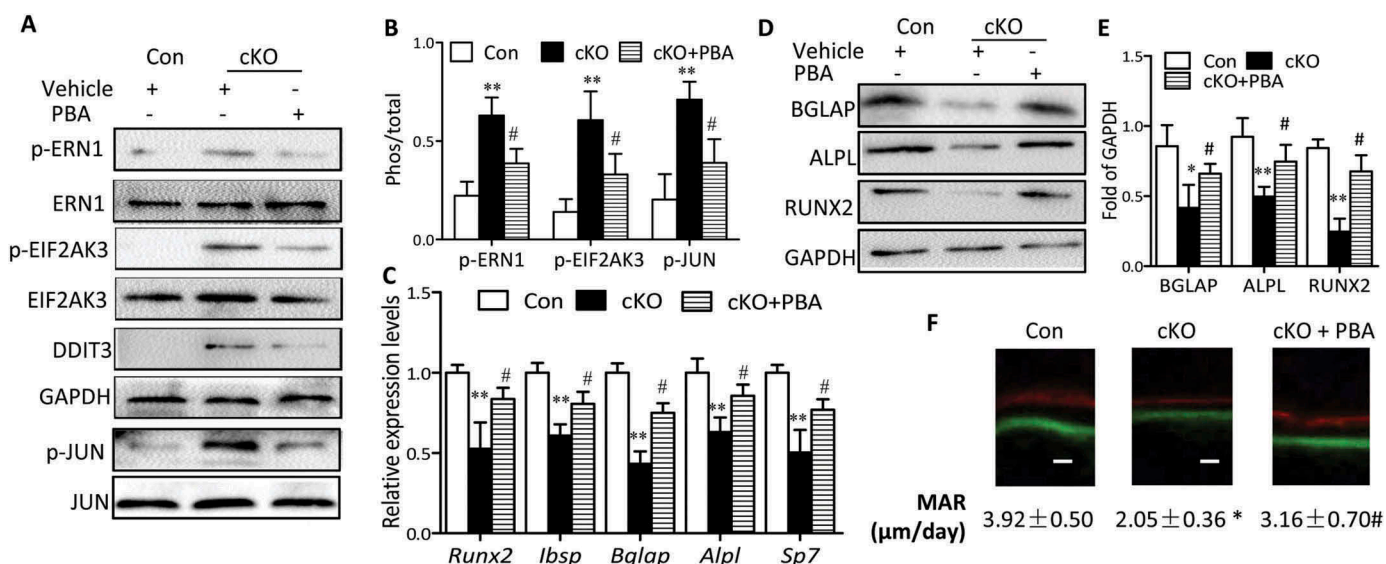 A
Con cKO
Vehicle + + -
PBA - - +
p-ERN1
ERN1
p-EIF2AK3
EIF2AK3
DDIT3
GAPDH
p-JUN
JUN
B
Con cKO cKO+PBA
Phos/total
1.0
0.5
0.0
** ** **
# # #
p-ERN1 p-EIF2AK3 p-JUN
C
Con cKO cKO+PBA
Relative expression levels
1.5
1.0
0.5
0.0
** ** ** ** **
# # # # #
Runx2 Ibsp Bglap Alpl Sp7
D
Con cKO
Vehicle + + -
PBA - - +
BGLAP
ALPL
RUNX2
GAPDH
E
Con cKO
cKO+PBA
Fold of GAPDH
1.5
1.0
0.5
0.0
* ** **
# # #
BGLAP ALPL RUNX2
F
Con cKO cKO + PBA
MAR
(μm/day)
3.92±0.50 2.05±0.36 * 3.16±0.70#